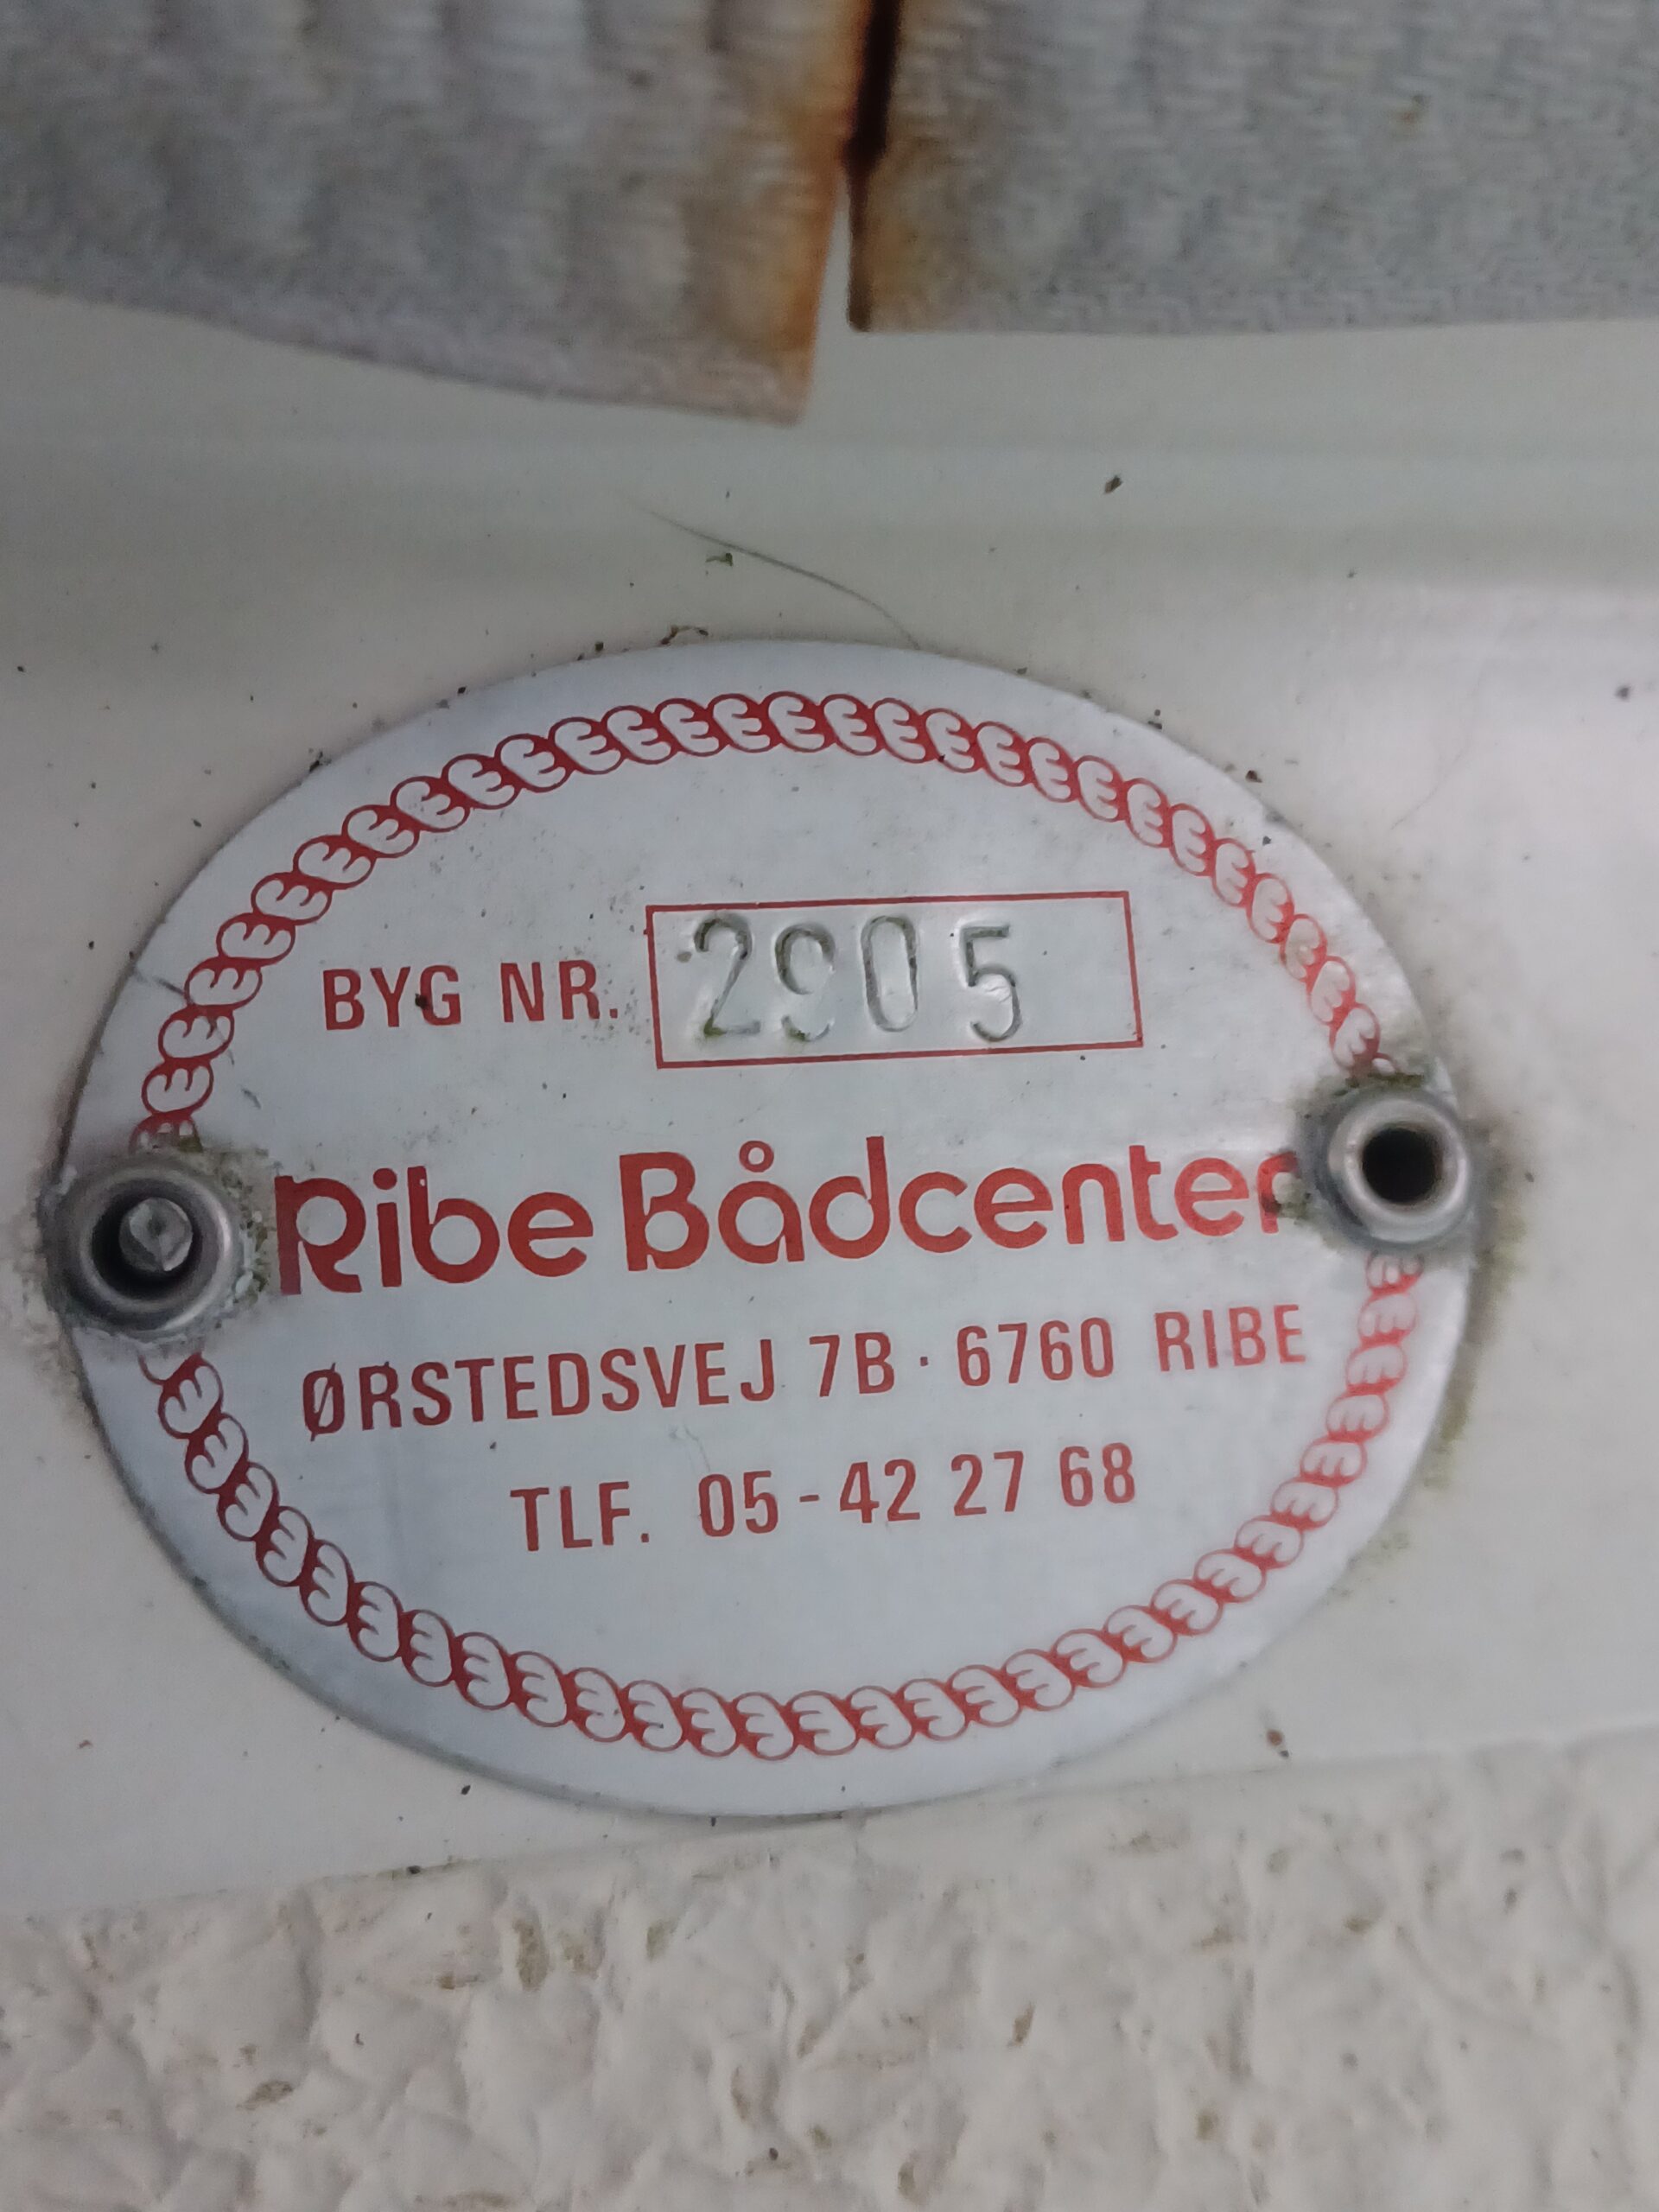 BYG NR. 2905
Ribe Bådcenter
ØRSTEDSVEJ 7B · 6760 RIBE
TLF. 05-42 27 68